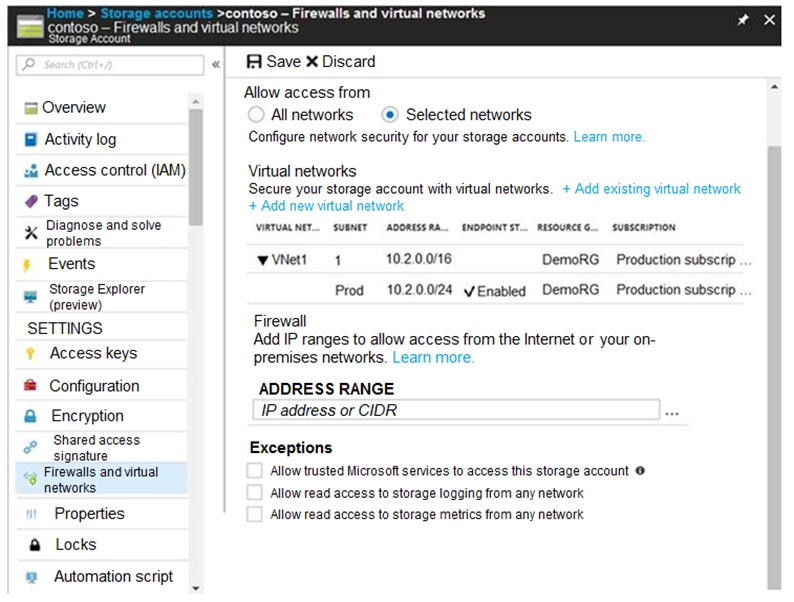 Home > Storage accounts >contoso – Firewalls and virtual networks
contoso – Firewalls and virtual networks
Storage Account
Search (Ctrl+/)
«
Overview
Activity log
Access control (IAM)
Tags
Diagnose and solve
problems
Events
Storage Explorer
(preview)
SETTINGS
Access keys
Configuration
Encryption
Shared access
signature
Firewalls and virtual
networks
Properties
Locks
Automation script
Save Discard
Allow access from
All networks Selected networks
Configure network security for your storage accounts. Learn more.
Virtual networks
Secure your storage account with virtual networks. + Add existing virtual network
+ Add new virtual network
VIRTUAL NET... SUBNET ADDRESS RA... ENDPOINT ST... RESOURCE G... SUBSCRIPTION
VNet1 1 10.2.0.0/16 DemoRG Production subscrip ...
Prod 10.2.0.0/24 Enabled DemoRG Production subscrip ...
Firewall
Add IP ranges to allow access from the Internet or your on-
premises networks. Learn more.
ADDRESS RANGE
IP address or CIDR ...
Exceptions
Allow trusted Microsoft services to access this storage account
Allow read access to storage logging from any network
Allow read access to storage metrics from any network